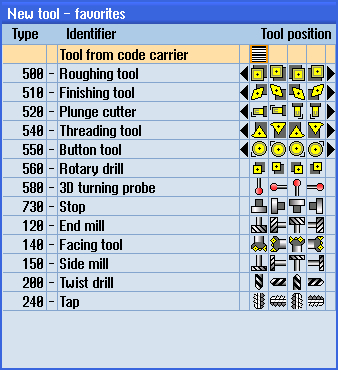 New tool - favorites
Type Identifier Tool position
Tool from code carrier
500 - Roughing tool
510 - Finishing tool
520 - Plunge cutter
540 - Threading tool
550 - Button tool
560 - Rotary drill
580 - 3D turning probe
730 - Stop
120 - End mill
140 - Facing tool
150 - Side mill
200 - Twist drill
240 - Tap